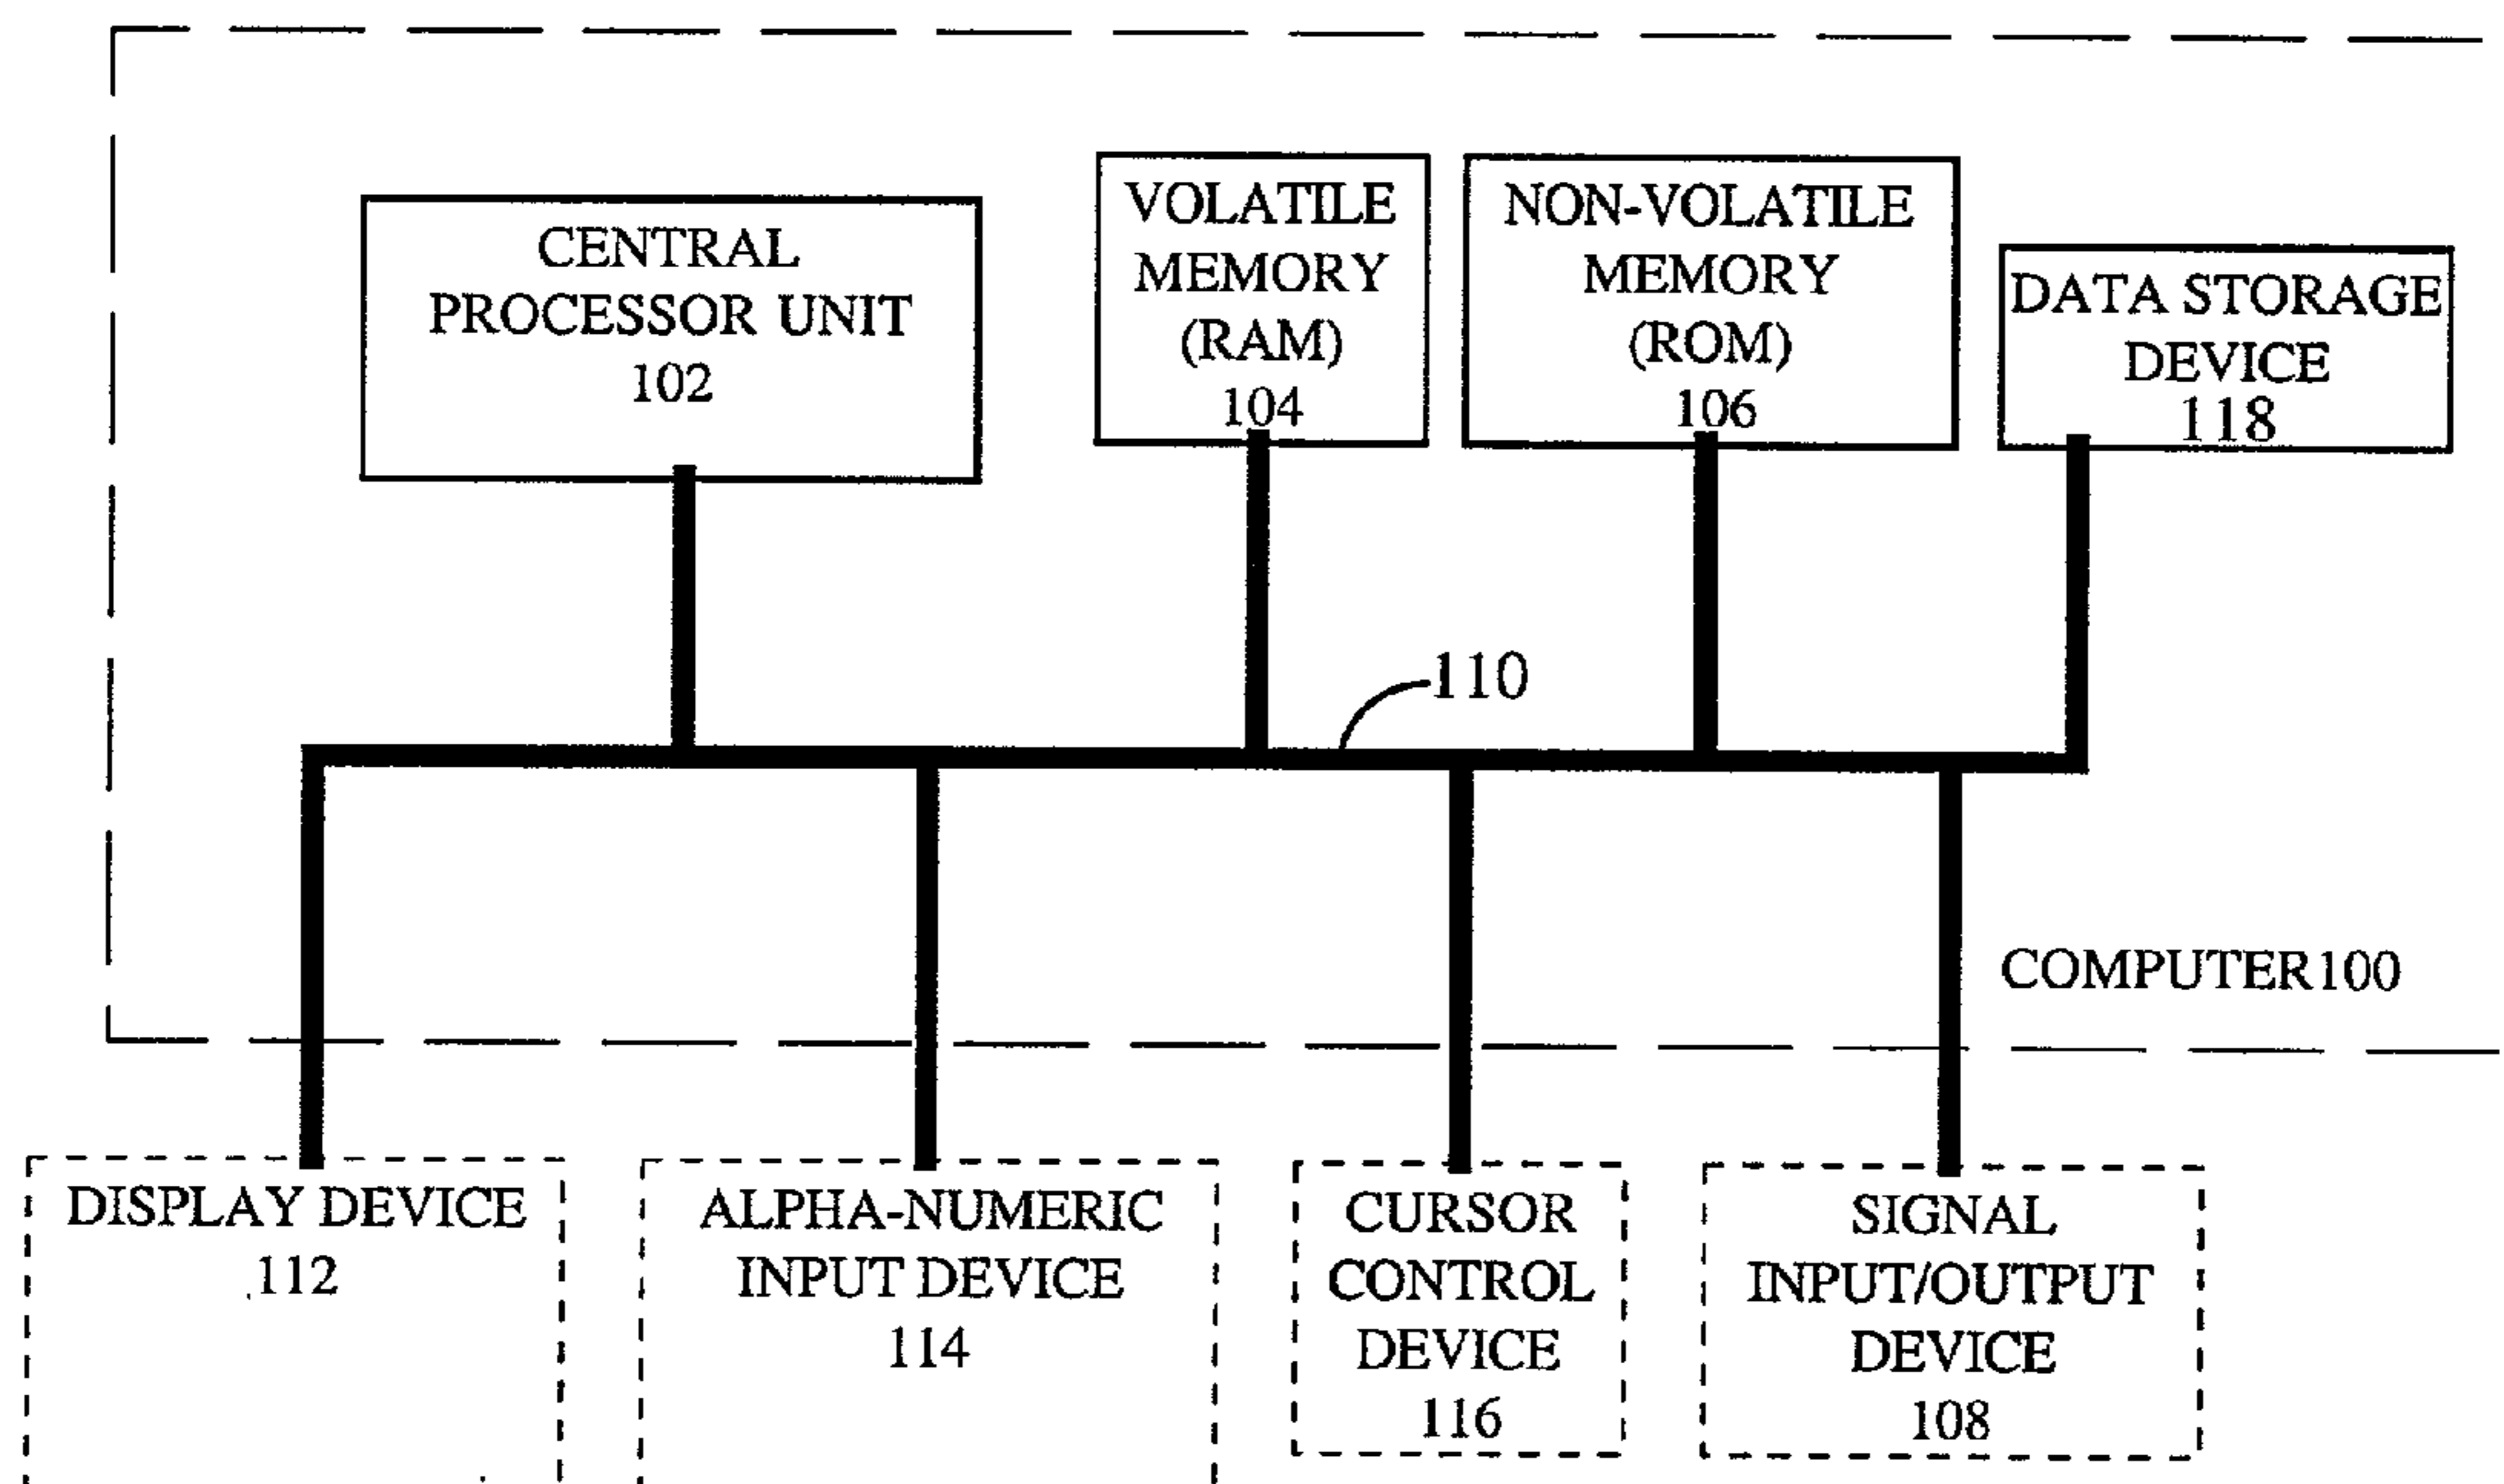 CENTRAL
PROCESSOR UNIT
102
VOLATILE
MEMORY
(RAM)
104
NON-VOLATILE
MEMORY
(ROM)
106
DATA STORAGE
DEVICE
118
110
COMPUTER100
DISPLAY DEVICE
112
ALPHA-NUMERIC
INPUT DEVICE
114
CURSOR
CONTROL
DEVICE
116
SIGNAL
INPUT/OUTPUT
DEVICE
108